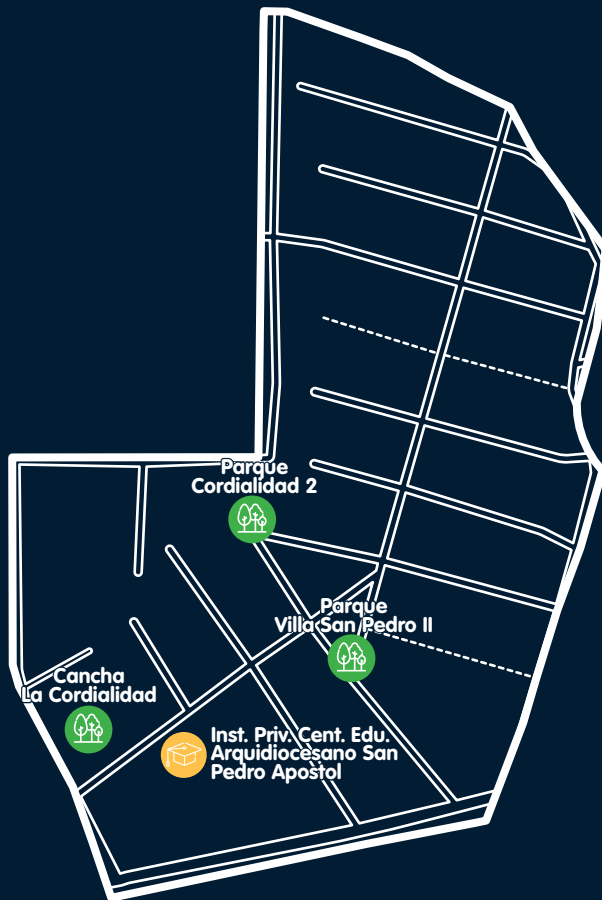 Parque
Cordialidad 2
Parque
Villa San Pedro II
Cancha
La Cordialidad
Inst. Priv. Cent. Edu.
Arquidiocesano San
Pedro Apostol